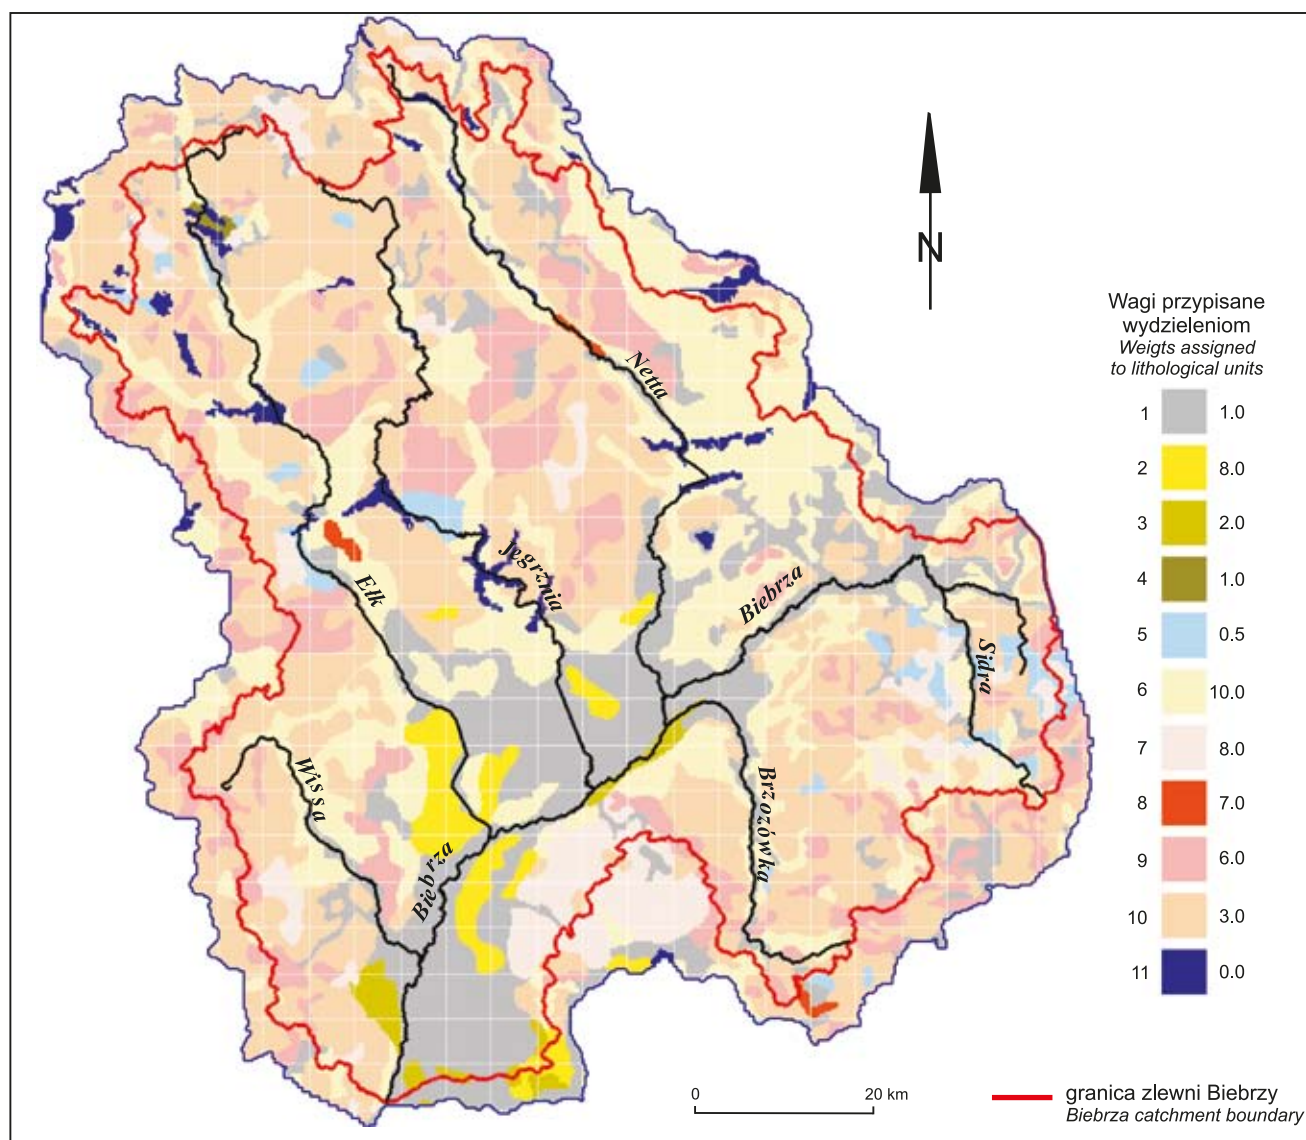 N
Netta
Jegrznia
Ełk
Biebrza
Sidra
Wissa
Brzozówka
Biebrza
Wagi przypisane
wydzieleniom
Weigts assigned
to lithological units
1 1.0
2 8.0
3 2.0
4 1.0
5 0.5
6 10.0
7 8.0
8 7.0
9 6.0
10 3.0
11 0.0
0 20 km
granica zlewni Biebrzy
Biebrza catchment boundary